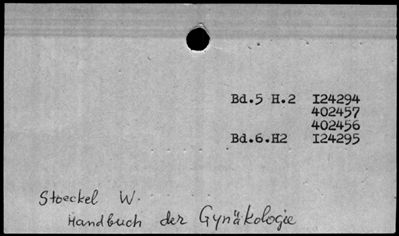 Bd.5 H.2 I24294
402457
402456
Bd.6.H2 I24295
Stoeckel W.
Handbuch der Gynäkologie